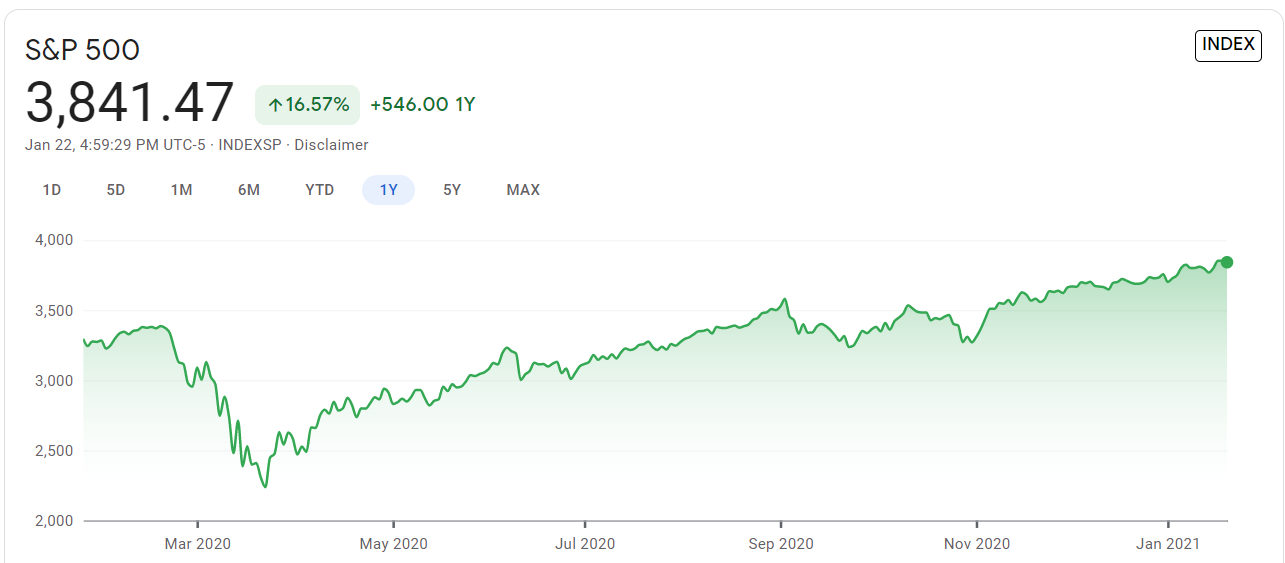 S&P 500
INDEX
3,841.47 ↑16.57% +546.00 1Y
Jan 22, 4:59:29 PM UTC-5 · INDEXSP · Disclaimer
1D 5D 1M 6M YTD 1Y 5Y MAX
4,000
3,500
3,000
2,500
2,000
Mar 2020 May 2020 Jul 2020 Sep 2020 Nov 2020 Jan 2021